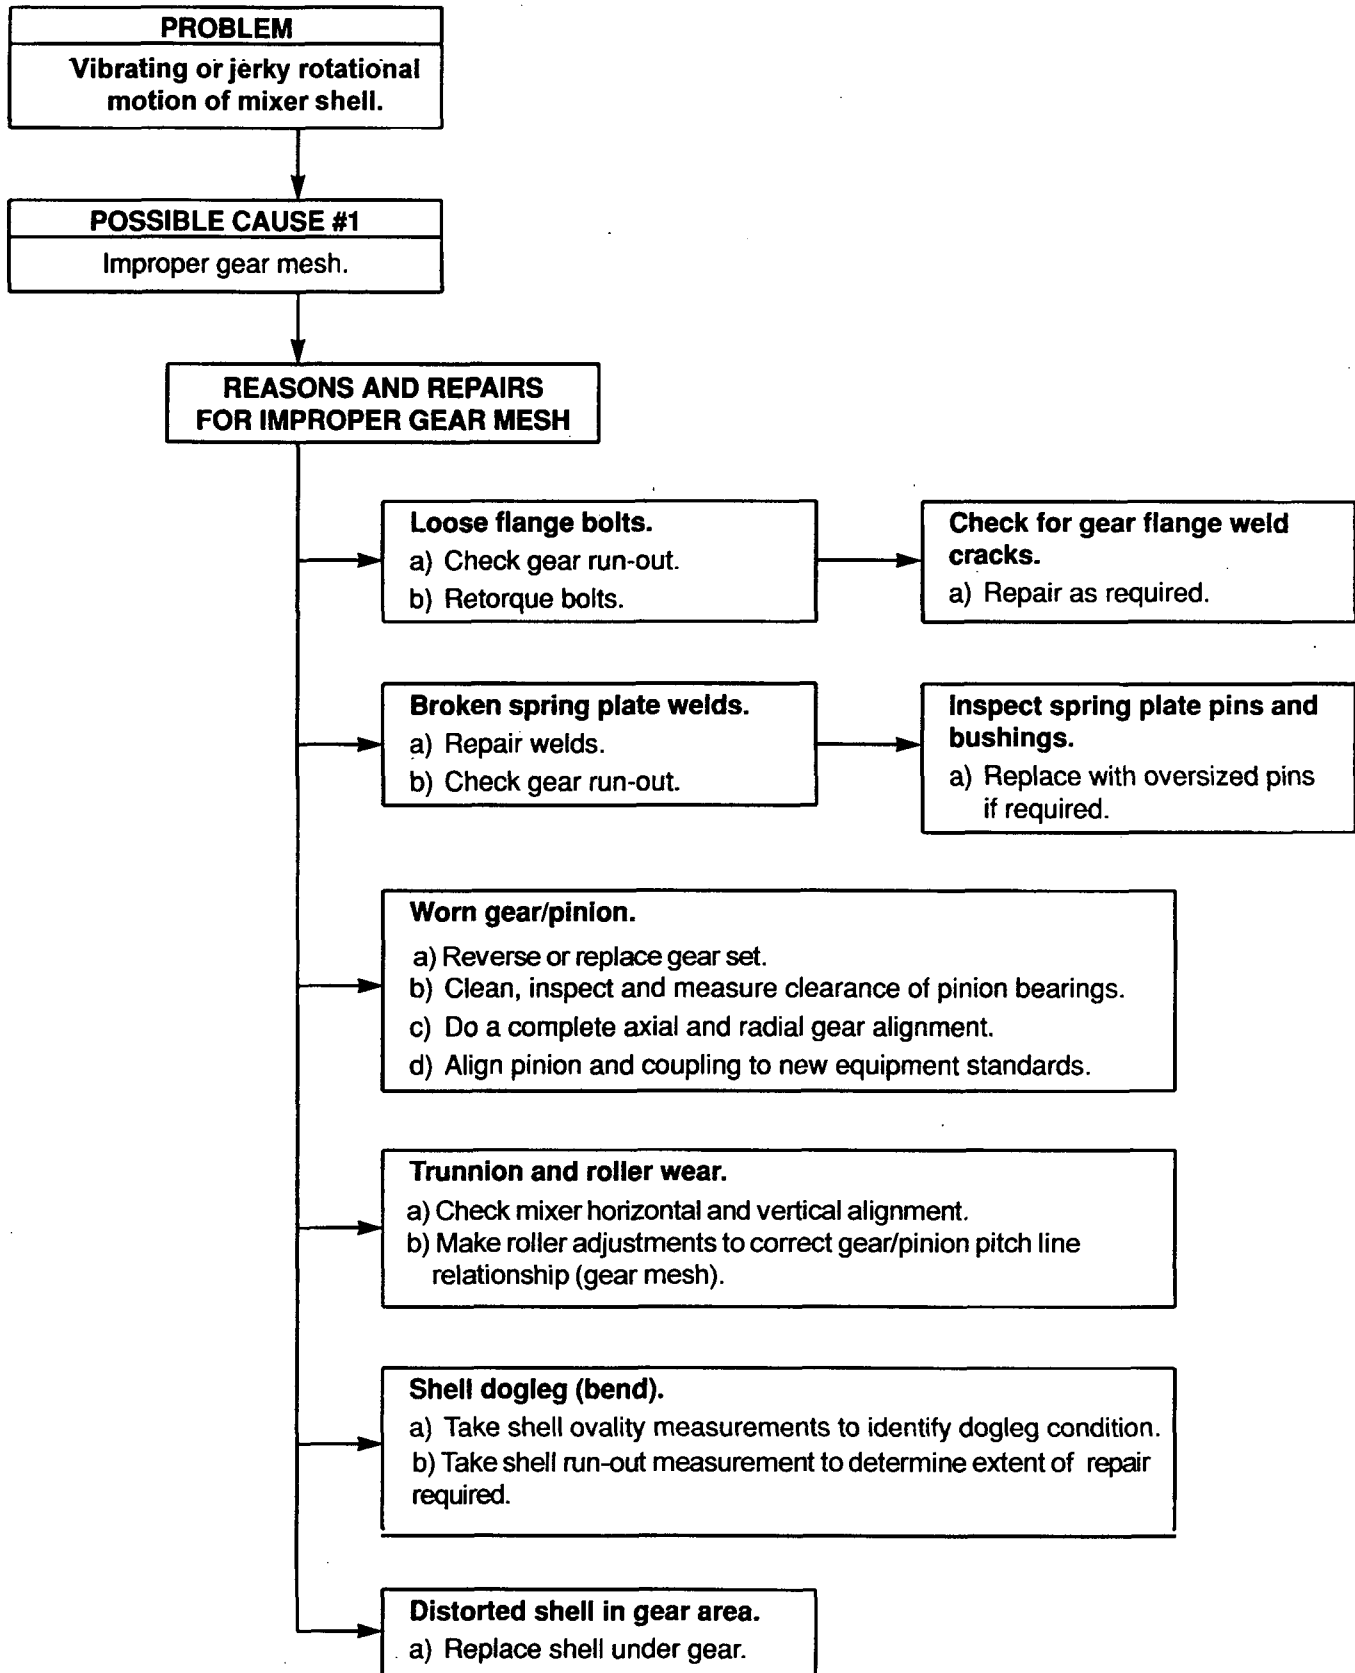 PROBLEM
Vibrating or jerky rotational
motion of mixer shell.
POSSIBLE CAUSE #1
Improper gear mesh.
REASONS AND REPAIRS
FOR IMPROPER GEAR MESH
Loose flange bolts.
a) Check gear run-out.
b) Retorque bolts.
Check for gear flange weld
cracks.
a) Repair as required.
Broken spring plate welds.
a) Repair welds.
b) Check gear run-out.
Inspect spring plate pins and
bushings.
a) Replace with oversized pins
if required.
Worn gear/pinion.
a) Reverse or replace gear set.
b) Clean, inspect and measure clearance of pinion bearings.
c) Do a complete axial and radial gear alignment.
d) Align pinion and coupling to new equipment standards.
Trunnion and roller wear.
a) Check mixer horizontal and vertical alignment.
b) Make roller adjustments to correct gear/pinion pitch line
relationship (gear mesh).
Shell dogleg (bend).
a) Take shell ovality measurements to identify dogleg condition.
b) Take shell run-out measurement to determine extent of repair
required.
Distorted shell in gear area.
a) Replace shell under gear.